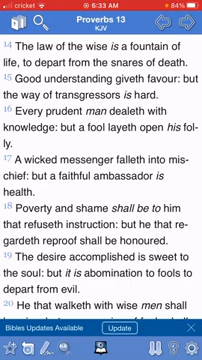 cricket 6:33 AM
Proverbs 13
KJV
14 The law of the wise is a fountain of
life, to depart from the snares of death.
15 Good understanding giveth favour: but
the way of transgressors is hard.
16 Every prudent man dealeth with
knowledge: but a fool layeth open his fol-
ly.
17 A wicked messenger falleth into mis-
chief: but a faithful ambassador is
health.
18 Poverty and shame shall be to him
that refuseth instruction: but he that re-
gardeth reproof shall be honoured.
19 The desire accomplished is sweet to
the soul: but it is abomination to fools to
depart from evil.
20 He that walketh with wise men shall
Bibles Updates Available Update